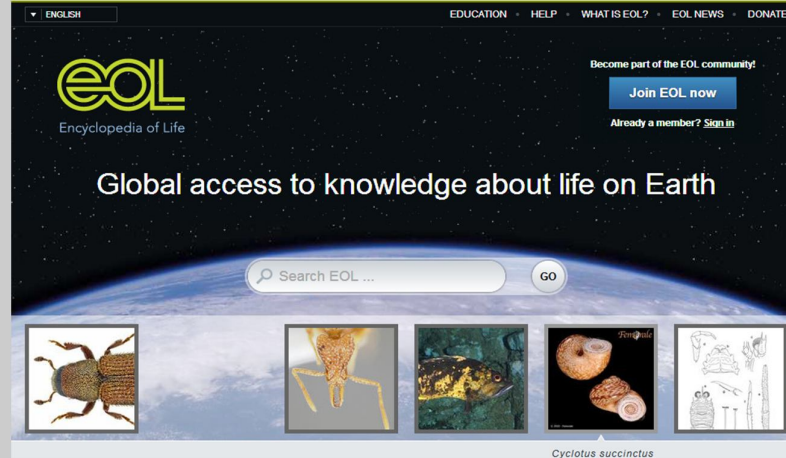 ENGLISH
EDUCATION HELP WHAT IS EOL? EOL NEWS DONATE
eOL
Encyclopedia of Life
Become part of the EOL community!
Join EOL now
Already a member? Sign in
Global access to knowledge about life on Earth
Search EOL ...
GO
Cyclotus succinctus